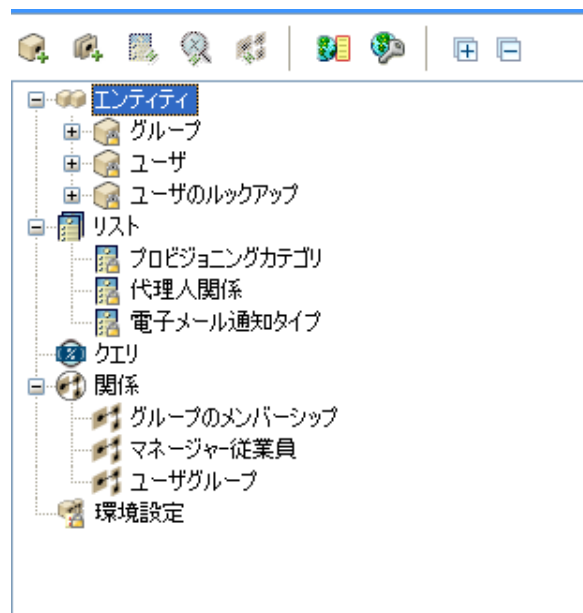 エンティティ
グループ
ユーザ
ユーザのルックアップ
リスト
プロビジョニングカテゴリ
代理人関係
電子メール通知タイプ
クエリ
関係
グループのメンバーシップ
マネージャ-従業員
ユーザグループ
環境設定